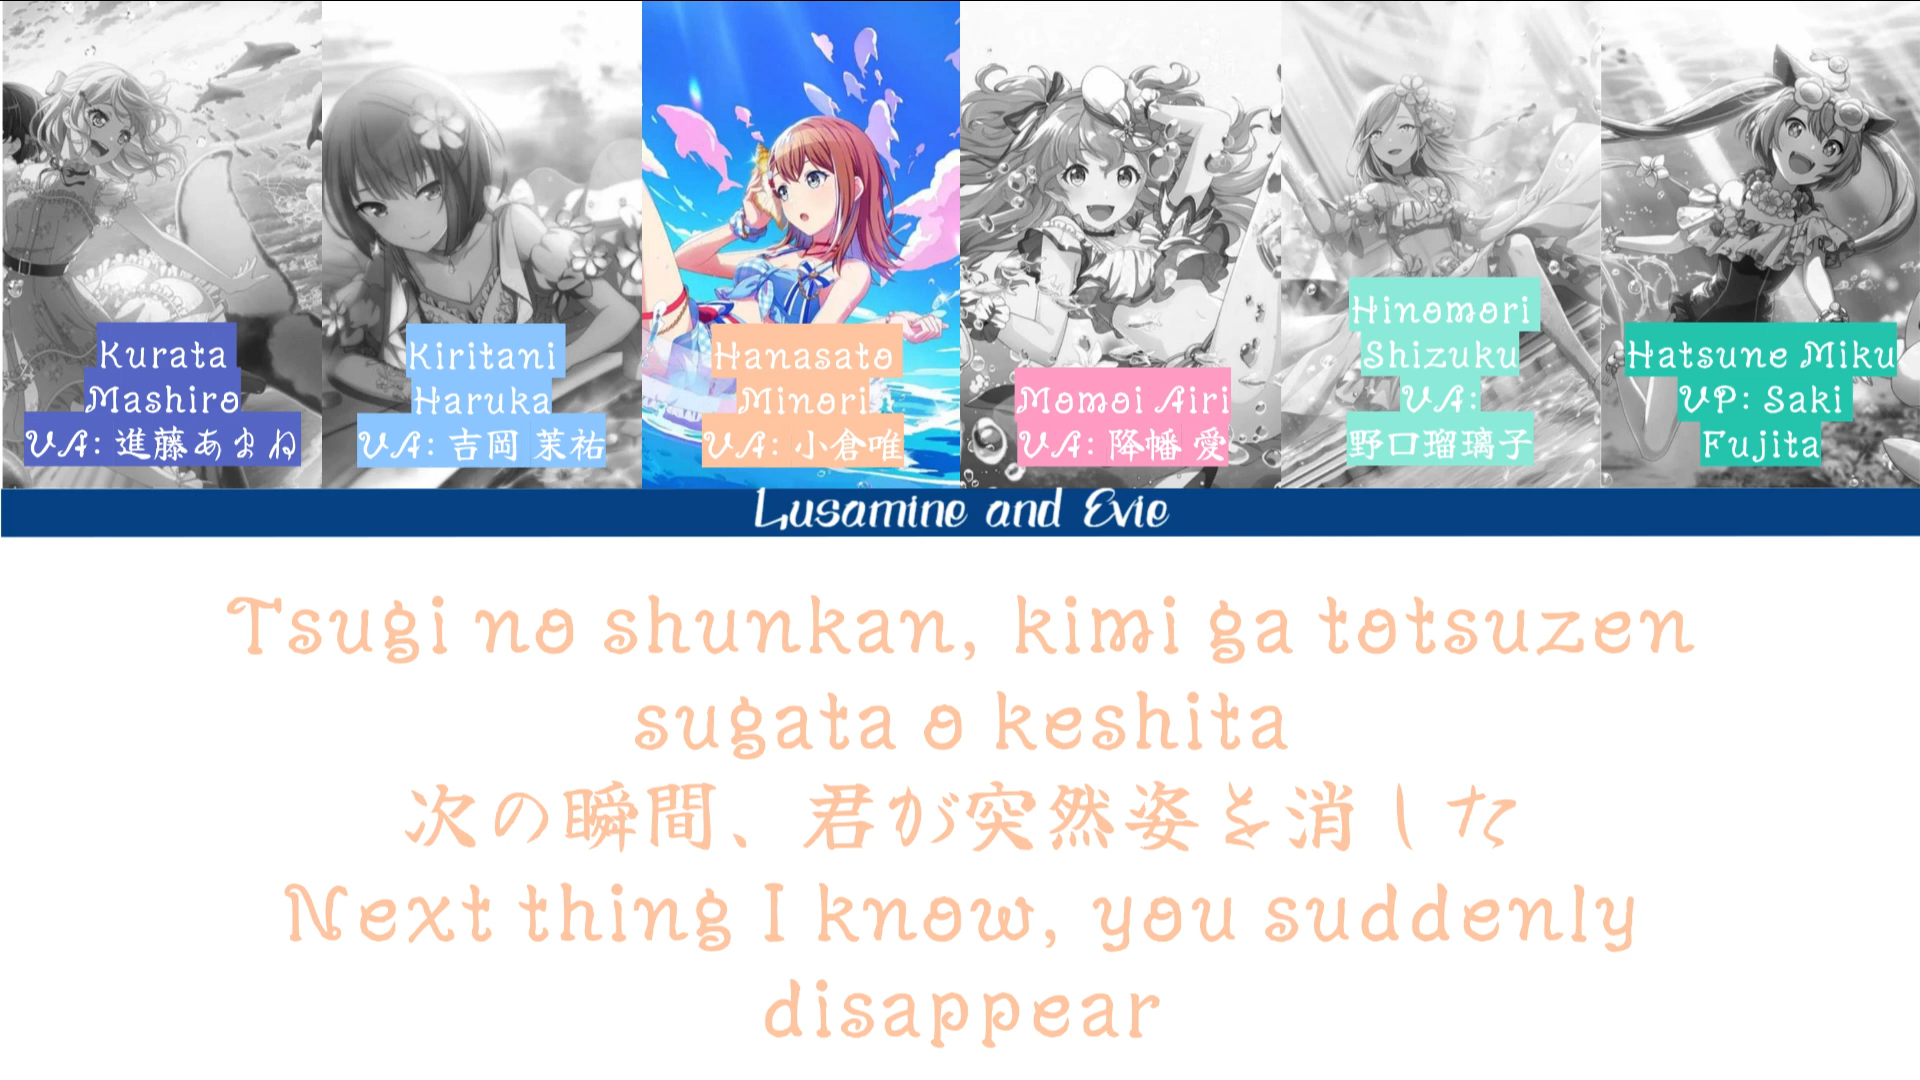 Kurata
Mashiro
VA: 進藤あまね
Kiritani
Haruka
VA: 吉岡 茉祐
Hanasato
Minori
VA: 小倉唯
Momoi Airi
VA: 降幡 愛
Hinomori
Shizuku
VA:
野口瑠璃子
Hatsune Miku
VP: Saki
Fujita
Lusamine and Evie
Tsugi no shunkan, kimi ga totsuzen
sugata o keshita
次の瞬間、君が突然姿を消した
Next thing I know, you suddenly
disappear